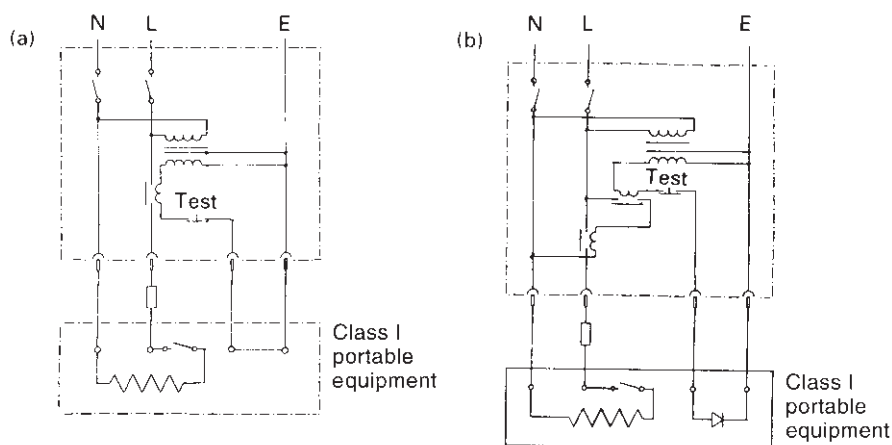 (a)
N L E
Test
Class I
portable
equipment
(b)
N L E
Test
Class I
portable
equipment